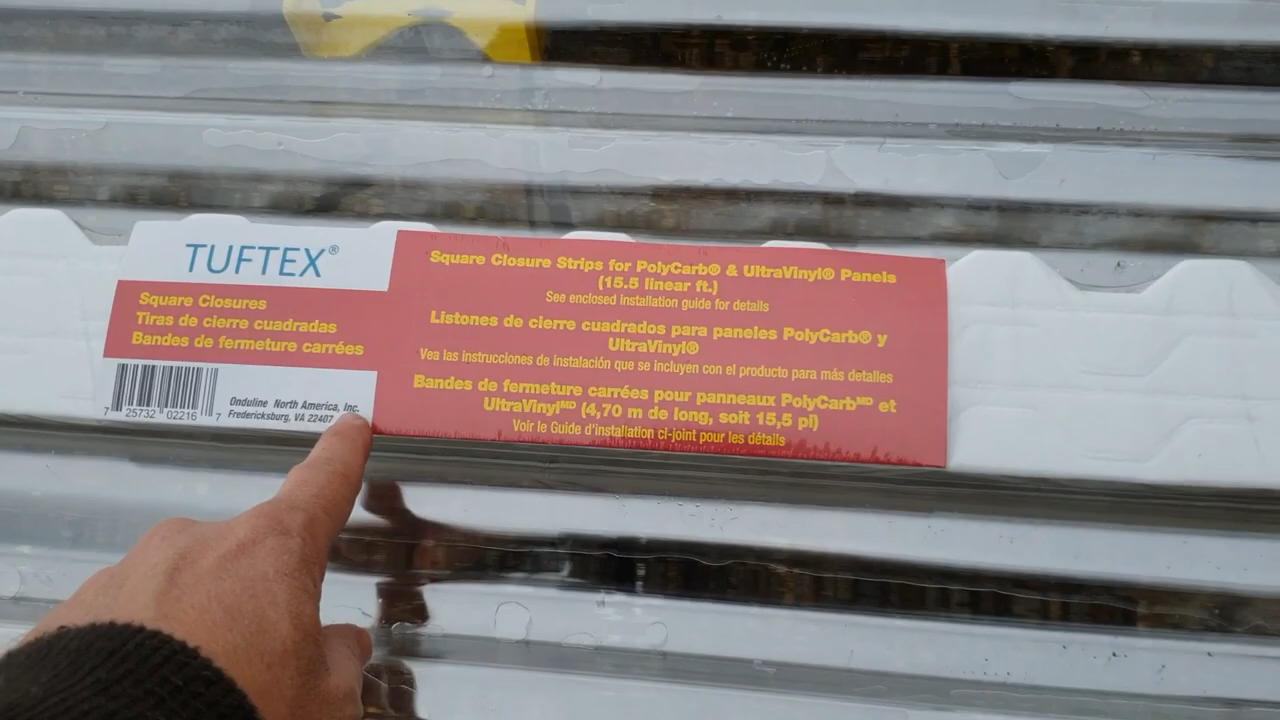 TUFTEX®
Square Closures
Tiras de cierre cuadradas
Bandes de fermeture carrées
7 25732 02216 7
Onduline North America, Inc.
Fredericksburg, VA 22407
Square Closure Strips for PolyCarb® & UltraVinyl® Panels
(15.5 linear ft.)
See enclosed installation guide for details
Listones de cierre cuadrados para paneles PolyCarb® y
UltraVinyl®
Vea las instrucciones de instalación que se incluyen con el producto para más detalles
Bandes de fermeture carrées pour panneaux PolyCarbᴹᴰ et
UltraVinylᴹᴰ (4,70 m de long, soit 15,5 pi)
Voir le Guide d'installation ci-joint pour les détails